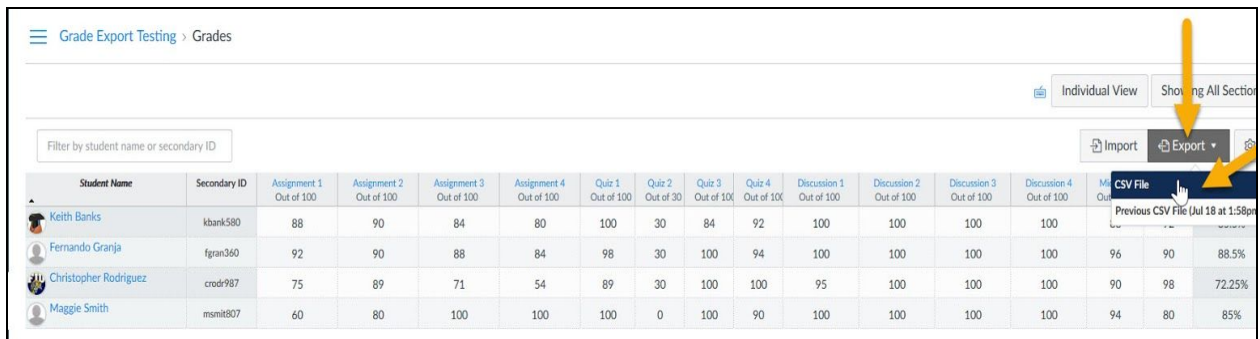 Grade Export Testing > Grades
Individual View Showing All Section
Filter by student name or secondary ID Import Export
Student Name Secondary ID Assignment 1 Assignment 2 Assignment 3 Assignment 4 Quiz 1 Quiz 2 Quiz 3 Quiz 4 Discussion 1 Discussion 2 Discussion 3 Discussion 4 CSV File
Out of 100 Out of 100 Out of 100 Out of 100 Out of 100 Out of 30 Out of 100 Out of 100 Out of 100 Out of 100 Out of 100 Out of 100
Previous CSV File (Jul 18 at 1:58pm
Keith Banks kbank580 88 90 84 80 100 30 84 92 100 100 100 100
Fernando Granja fgran360 92 90 88 84 98 30 100 94 100 100 100 100 96 90 88.5%
Christopher Rodriguez crodr987 75 89 71 54 89 30 100 100 95 100 100 100 90 98 72.25%
Maggie Smith msmit807 60 80 100 100 100 0 100 90 100 100 100 100 94 80 85%